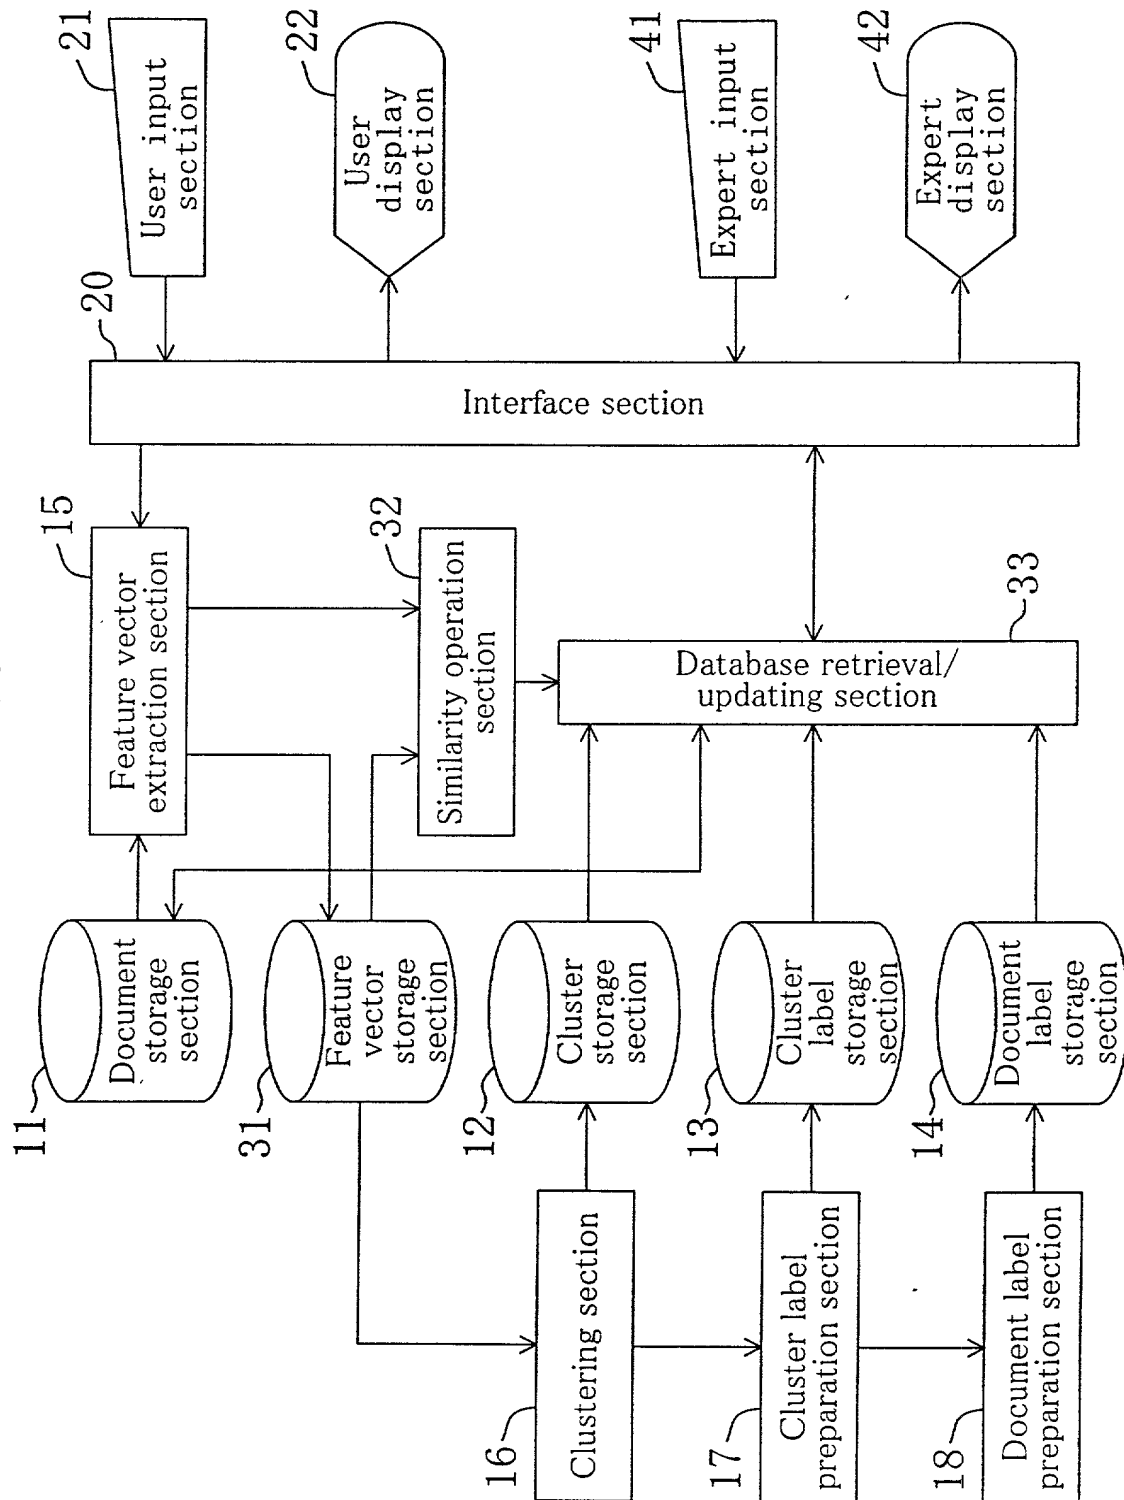 11
Document
storage
section
15
Feature vector
extraction section
20
Interface section
21
User input
section
31
Feature
vector
storage
section
32
Similarity operation
section
22
User
display
section
12
Cluster
storage
section
33
Database retrieval/
updating section
16
Clustering section
13
Cluster
label
storage
section
41
Expert input
section
17
Cluster label
preparation section
14
Document
label
storage
section
42
Expert
display
section
18
Document label
preparation section